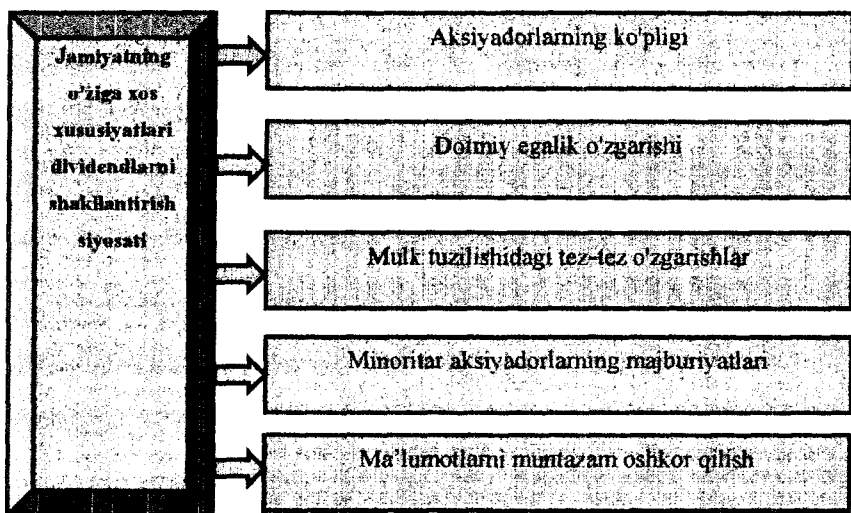 Jamiyatning
o'ziga xos
xususiyatlari
dividendlarni
shakllantirish
siyosati
Aksiyadorlarning ko'pligi
Doimiy egalik o'zgarishi
Mulk tuzilishidagi tez-tez o'zgarishlar
Minoritar aksiyadorlarning majburiyatlari
Ma'lumotlarni muntazam oshkor qilish